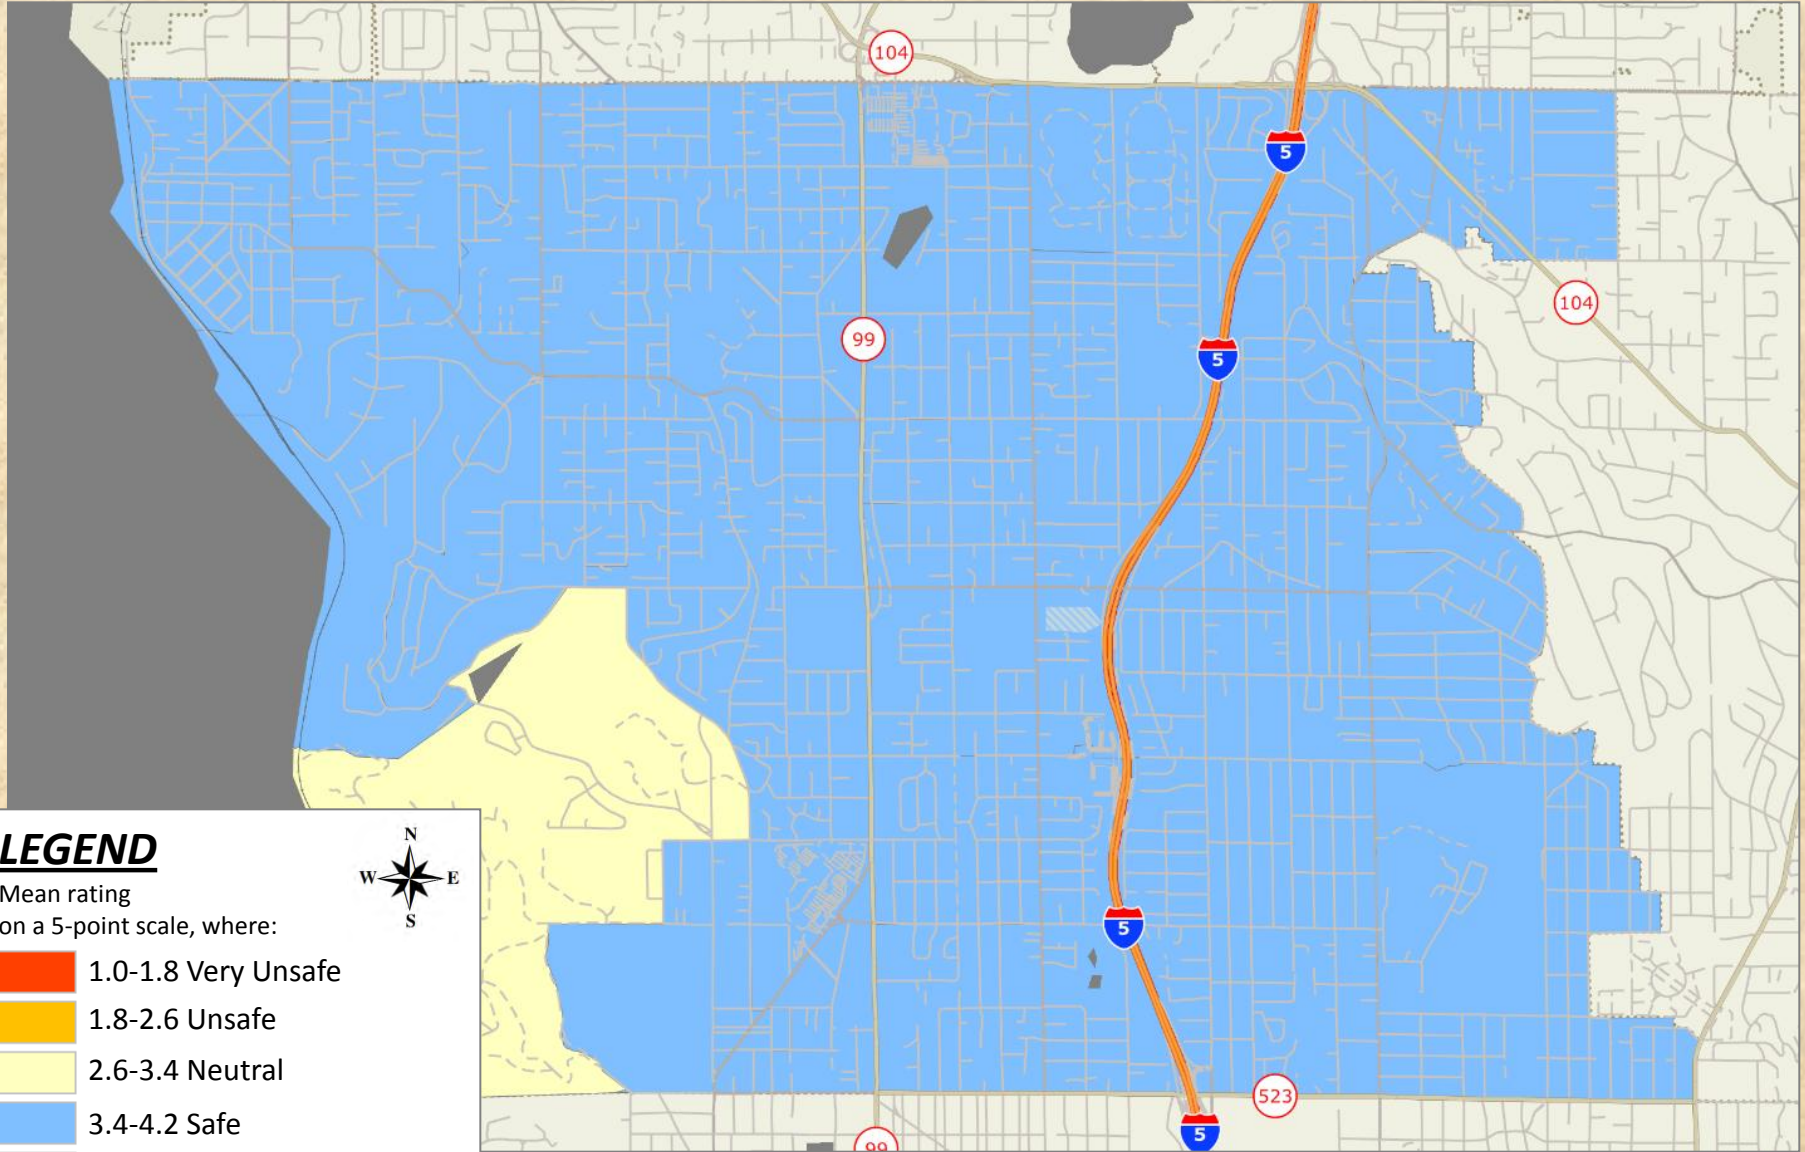 104
5
104
99
5
5
523
5
99
LEGEND
N
W E
S
Mean rating
on a 5-point scale, where:
1.0-1.8 Very Unsafe
1.8-2.6 Unsafe
2.6-3.4 Neutral
3.4-4.2 Safe